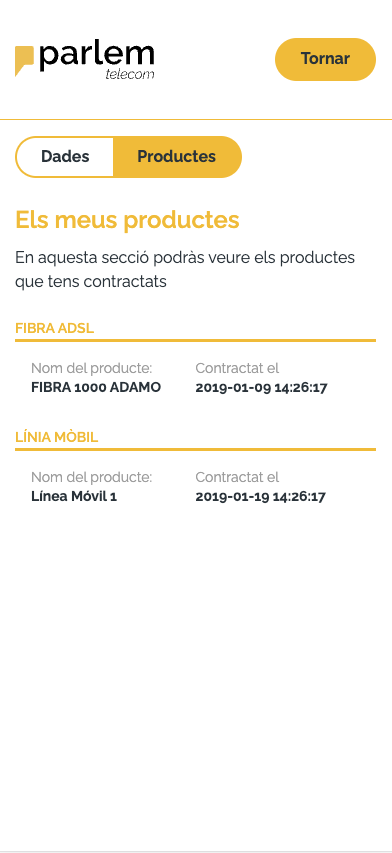 parlem
telecom
Tornar
Dades
Productes
Els meus productes
En aquesta secció podràs veure els productes
que tens contractats
FIBRA ADSL
Nom del producte:
Contractat el
FIBRA 1000 ADAMO
2019-01-09 14:26:17
LÍNIA MÒBIL
Nom del producte:
Contractat el
Línea Móvil 1
2019-01-19 14:26:17